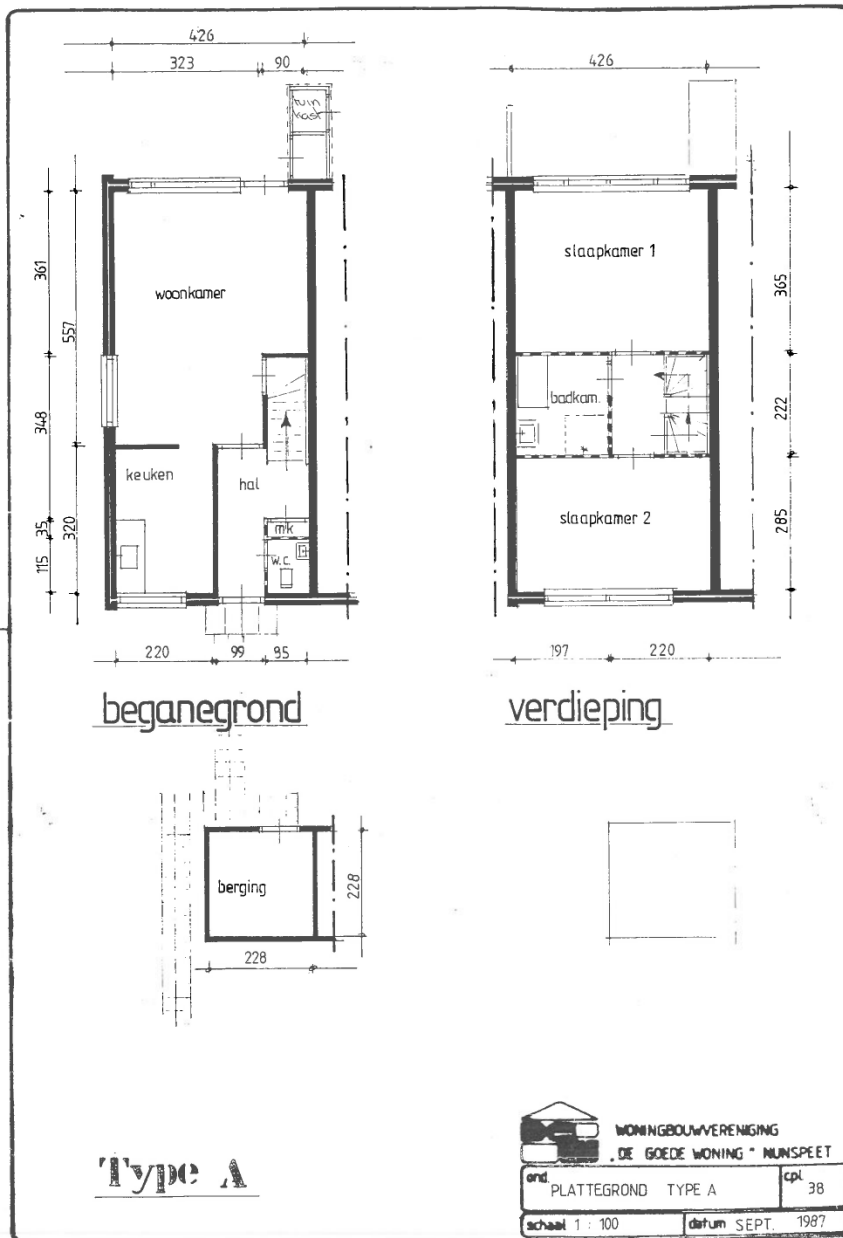 426
323 90
tuin
kast
361
557
348
35
320
115
woonkamer
keuken
hal
mk
w.c.
220 99 95
beganegrond
426
slaapkamer 1
365
badkam.
222
slaapkamer 2
285
197 220
verdieping
berging
228
228
Type A
WONINGBOUWVERENIGING
„DE GOEDE WONING" NUNSPEET
ond. PLATTEGROND TYPE A
cpl. 38
schaal 1 : 100
datum SEPT. 1987